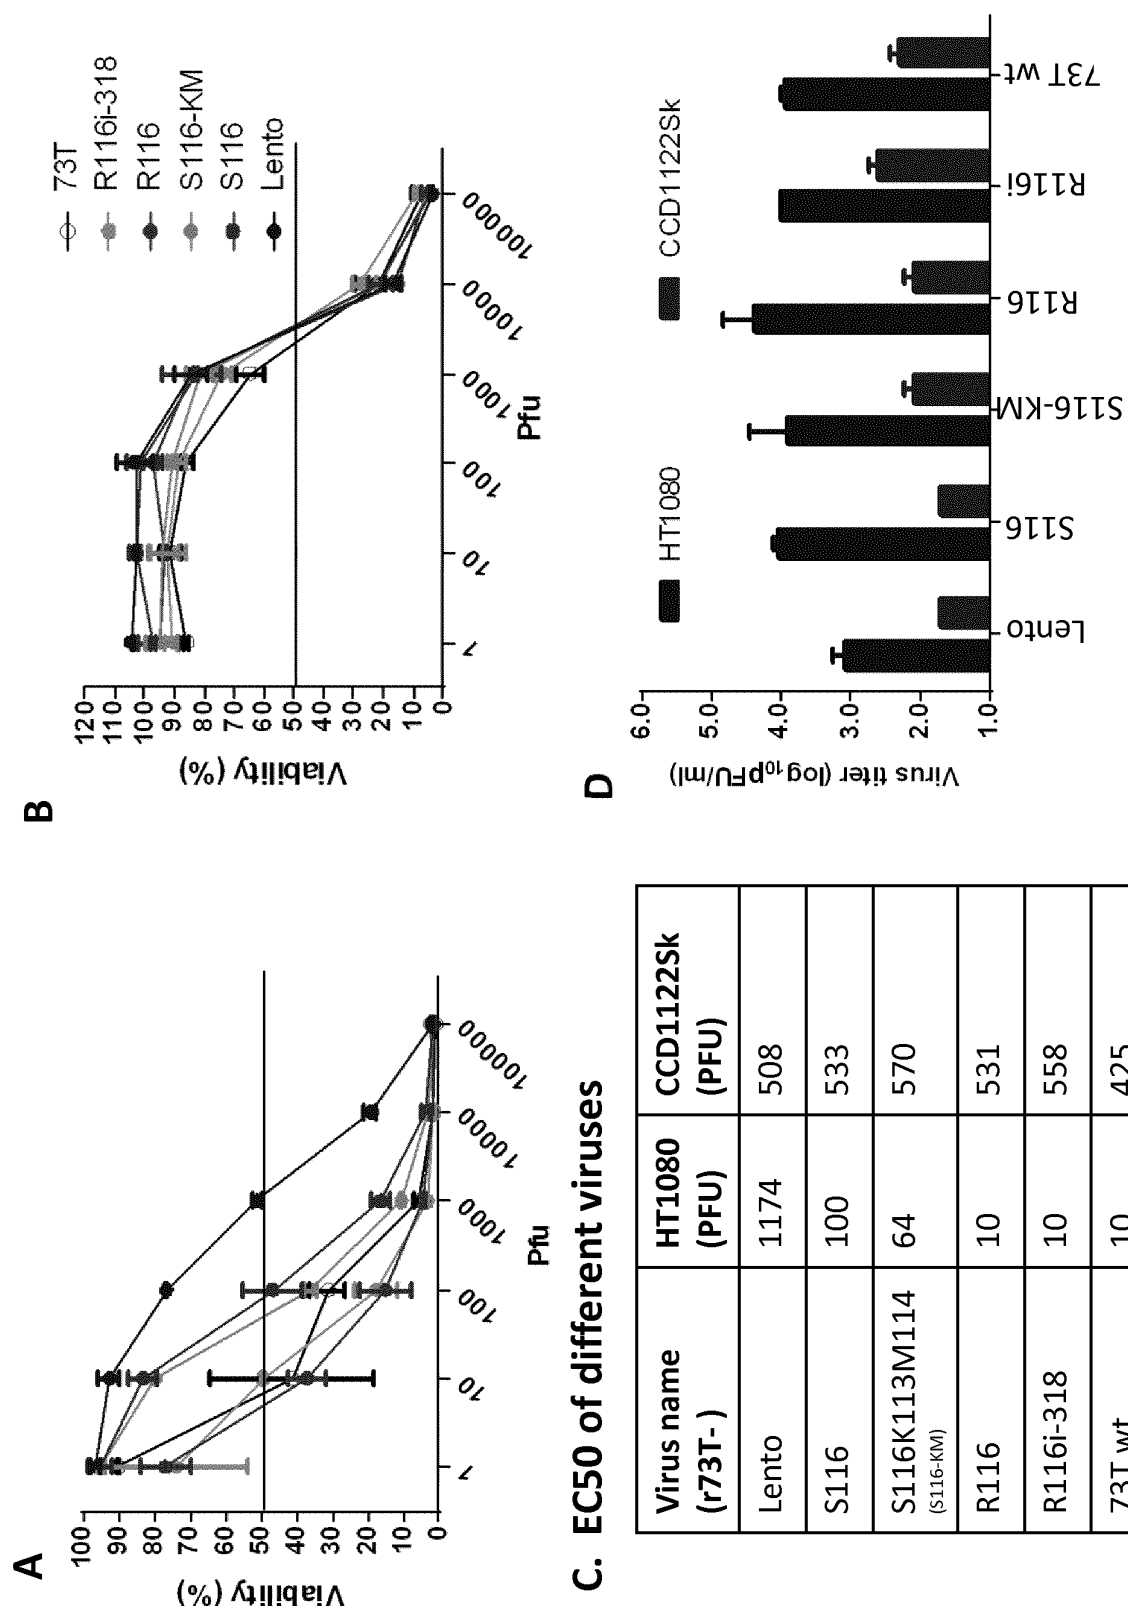 A
Viability (%)
100
90
80
70
60
50
40
30
20
10
0
1
10
100
1000
10000
100000
Pfu
B
Viability (%)
120
110
100
90
80
70
60
50
40
30
20
10
0
1
10
100
1000
10000
100000
Pfu
73T
R116i-318
R116
S116-KM
S116
Lento
C. EC50 of different viruses
Virus name (r73T- ) HT1080 (PFU) CCD1122Sk (PFU)
Lento 1174 508
S116 100 533
S116K113M114 (S116-KM) 64 570
R116 10 531
R116i-318 10 558
73T wt 10 425
D
Virus titer (log10pFU/ml)
6.0
5.0
4.0
3.0
2.0
1.0
HT1080
CCD1122Sk
Lento
S116
S116-KM
R116
R116i
73T wt